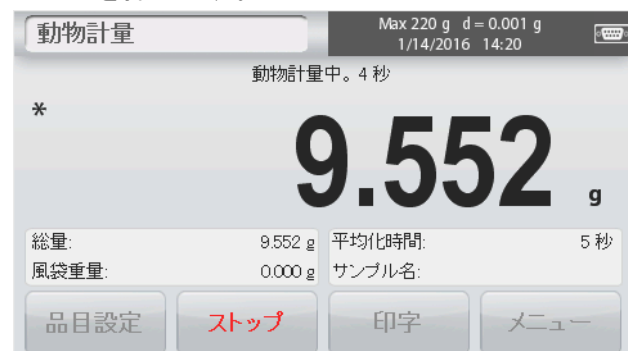 動物計量
Max 220 g d = 0.001 g
1/14/2016 14:20
動物計量中。4 秒
*
9.552 g
総量: 9.552 g
風袋重量: 0.000 g
平均化時間: 5 秒
サンプル名:
品目設定 ストップ 印字 メニュー